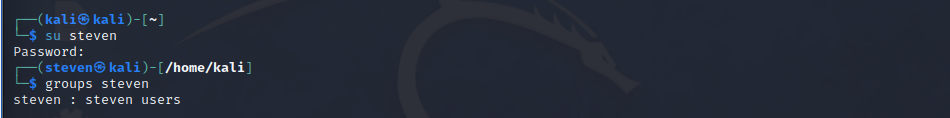 ┌──(kali㉿kali)-[~]
└─$ su steven
Password:
┌──(steven㉿kali)-[/home/kali]
└─$ groups steven
steven : steven users